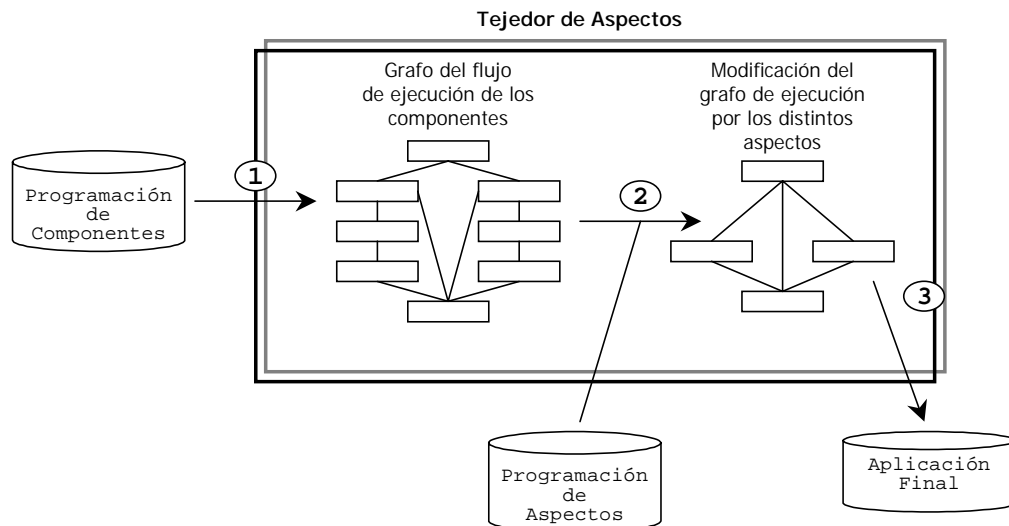 Tejedor de Aspectos
Grafo del flujo
de ejecución de los
componentes
Modificación del
grafo de ejecución
por los distintos
aspectos
1
2
3
Programación
de
Componentes
Programación
de
Aspectos
Aplicación
Final